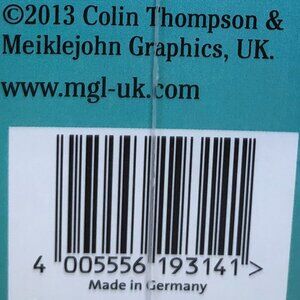 ©2013 Colin Thompson &
Meiklejohn Graphics, UK.
www.mgl-uk.com
4 005556 193141 >
Made in Germany